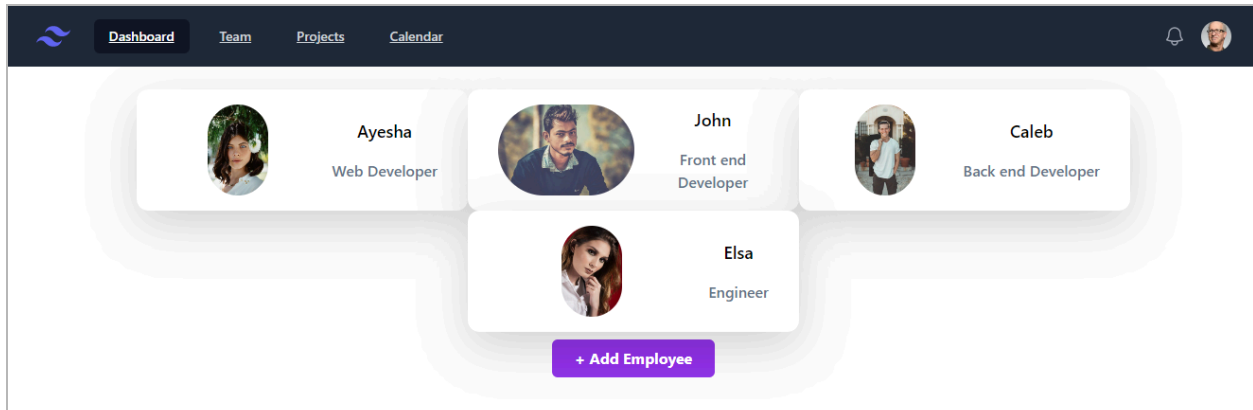 Dashboard
Team
Projects
Calendar
Ayesha
Web Developer
John
Front end
Developer
Caleb
Back end Developer
Elsa
Engineer
+ Add Employee